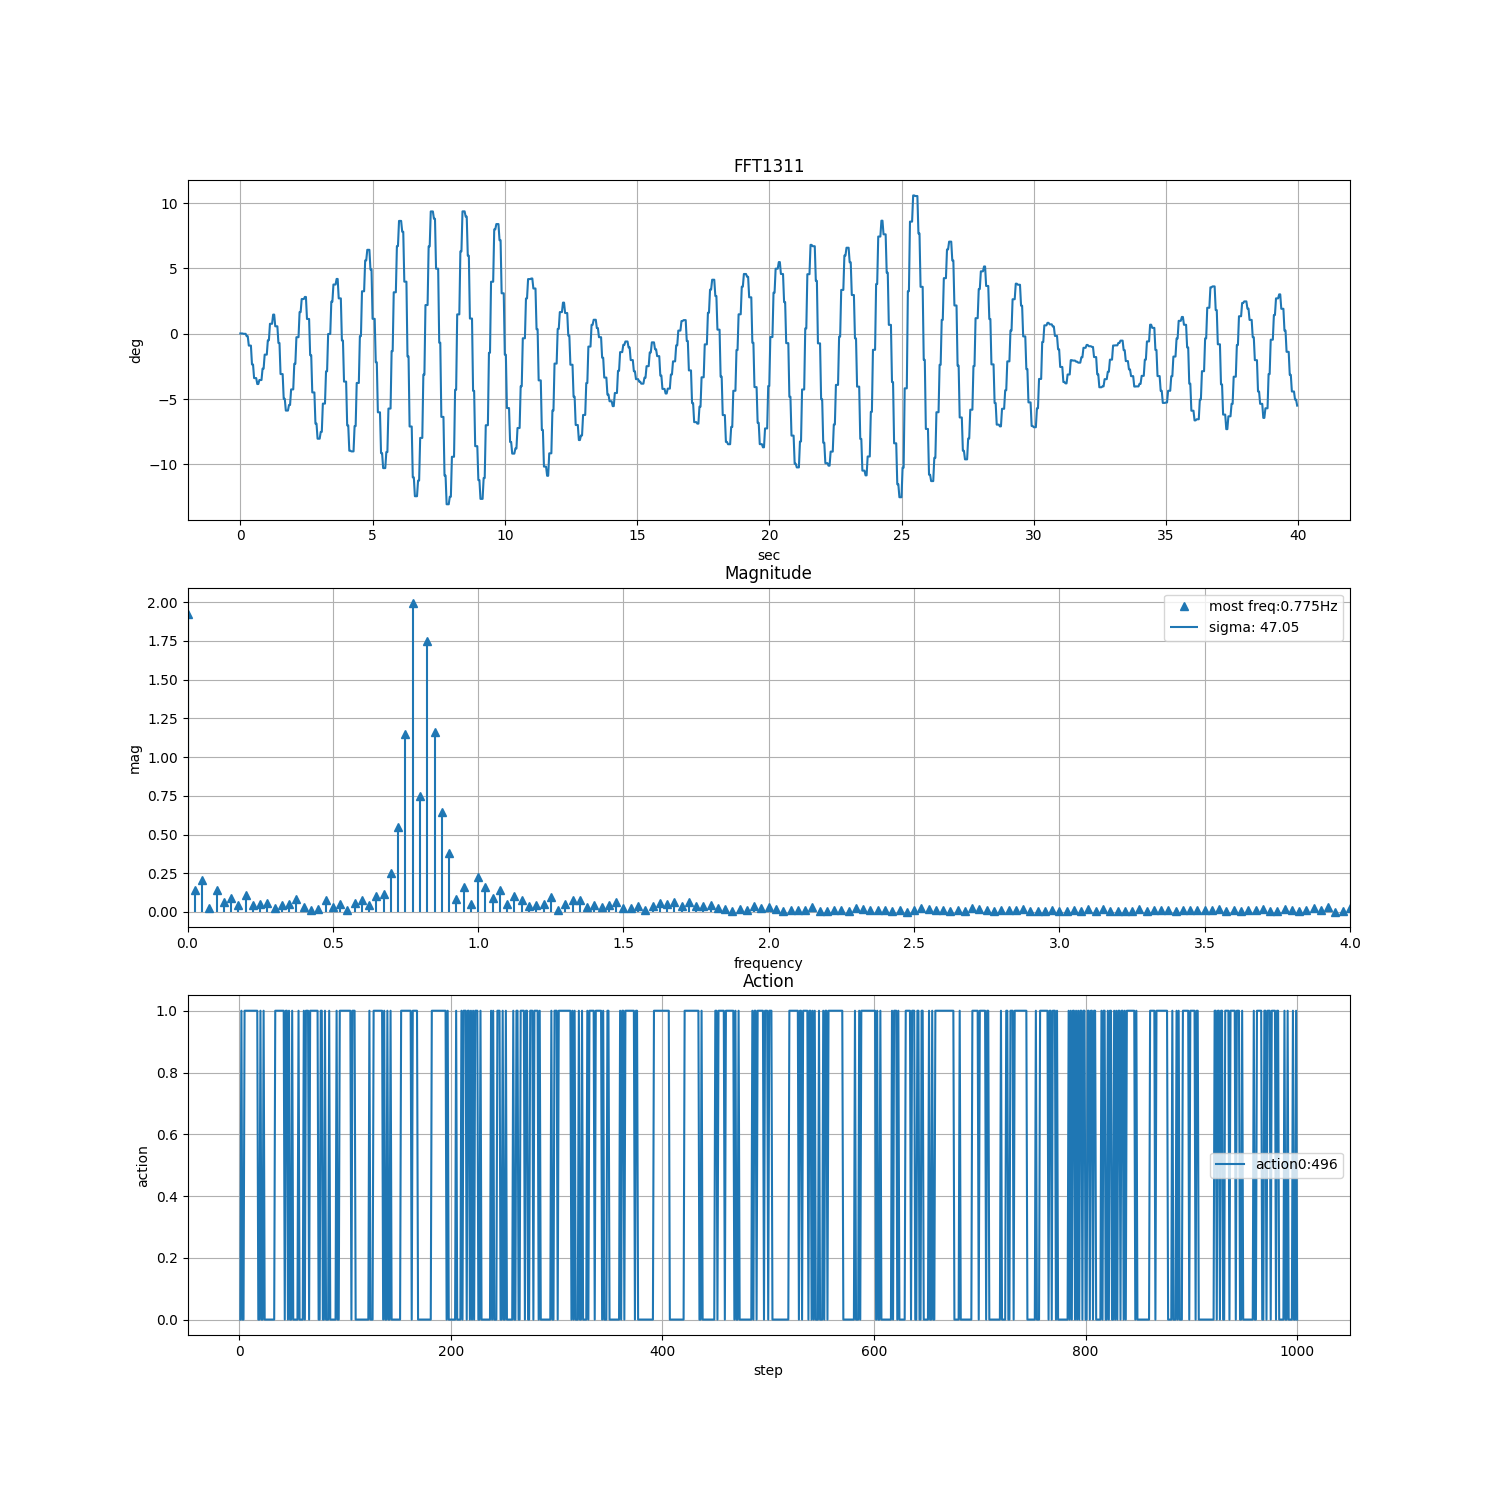 FFT1311
10
5
0
−5
−10
deg
0 5 10 15 20 25 30 35 40
sec
Magnitude
2.00
1.75
1.50
1.25
1.00
0.75
0.50
0.25
0.00
mag
most freq:0.775Hz
sigma: 47.05
0.0 0.5 1.0 1.5 2.0 2.5 3.0 3.5 4.0
frequency
Action
1.0
0.8
0.6
0.4
0.2
0.0
action
action0:496
0 200 400 600 800 1000
step